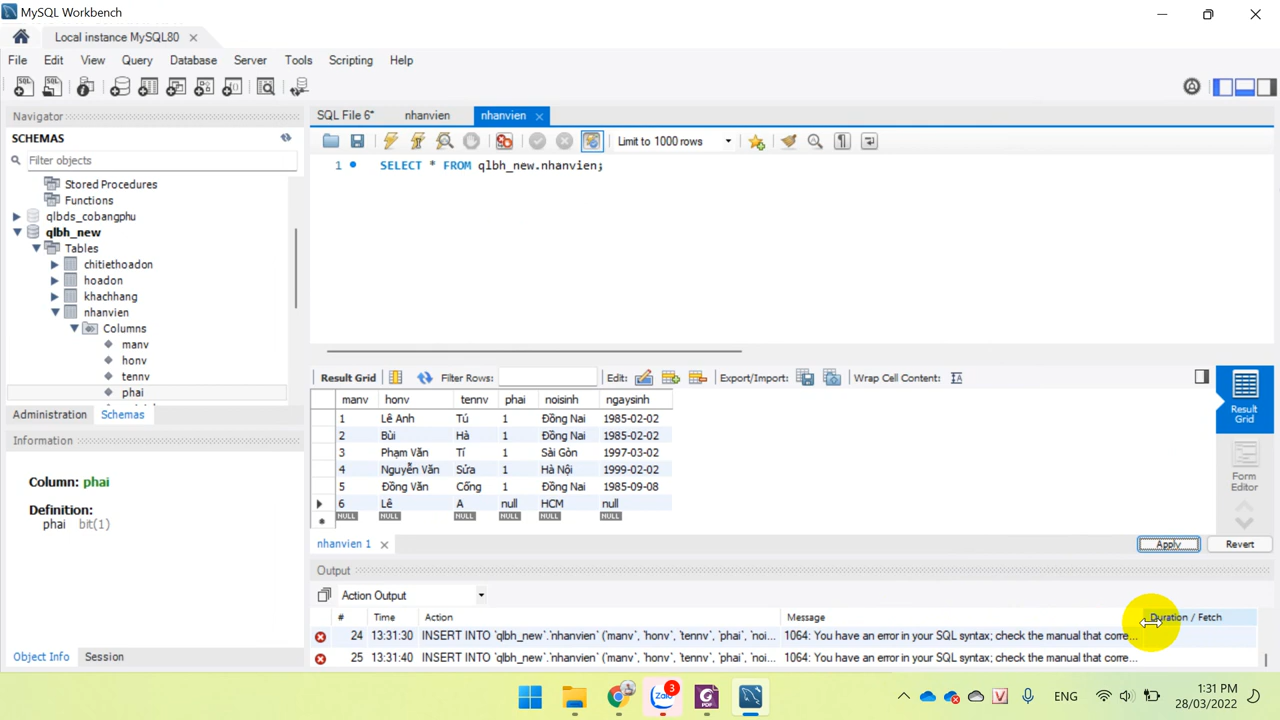 MySQL Workbench
Local instance MySQL80
File Edit View Query Database Server Tools Scripting Help
Navigator
SCHEMAS
Filter objects
Stored Procedures
Functions
qlbds_cobangphu
qlbh_new
Tables
chitiethoadon
hoadon
khachhang
nhanvien
Columns
manv
honv
tennv
phai
Administration Schemas
Information
Column: phai
Definition:
phai bit(1)
Object Info Session
SQL File 6* nhanvien nhanvien
Limit to 1000 rows
1 SELECT * FROM qlbh_new.nhanvien;
Result Grid Filter Rows: Edit: Export/Import: Wrap Cell Content:
manv honv tennv phai noisinh ngaysinh
1 Lê Anh Tú 1 Đồng Nai 1985-02-02
2 Bùi Hà 1 Đồng Nai 1985-02-02
3 Phạm Văn Tí 1 Sài Gòn 1997-03-02
4 Nguyễn Văn Sửa 1 Hà Nội 1999-02-02
5 Đồng Văn Cống 1 Đồng Nai 1985-09-08
6 Lê A null HCM null
NULL NULL NULL NULL NULL NULL
Result Grid
Form Editor
nhanvien 1
Apply Revert
Output
Action Output
# Time Action Message Duration / Fetch
24 13:31:30 INSERT INTO `qlbh_new`.`nhanvien` (`manv`, `honv`, `tennv`, `phai`, `noi... 1064: You have an error in your SQL syntax; check the manual that corre...
25 13:31:40 INSERT INTO `qlbh_new`.`nhanvien` (`manv`, `honv`, `tennv`, `phai`, `noi... 1064: You have an error in your SQL syntax; check the manual that corre...
Zalo
3
PDF
V
ENG
1:31 PM
28/03/2022